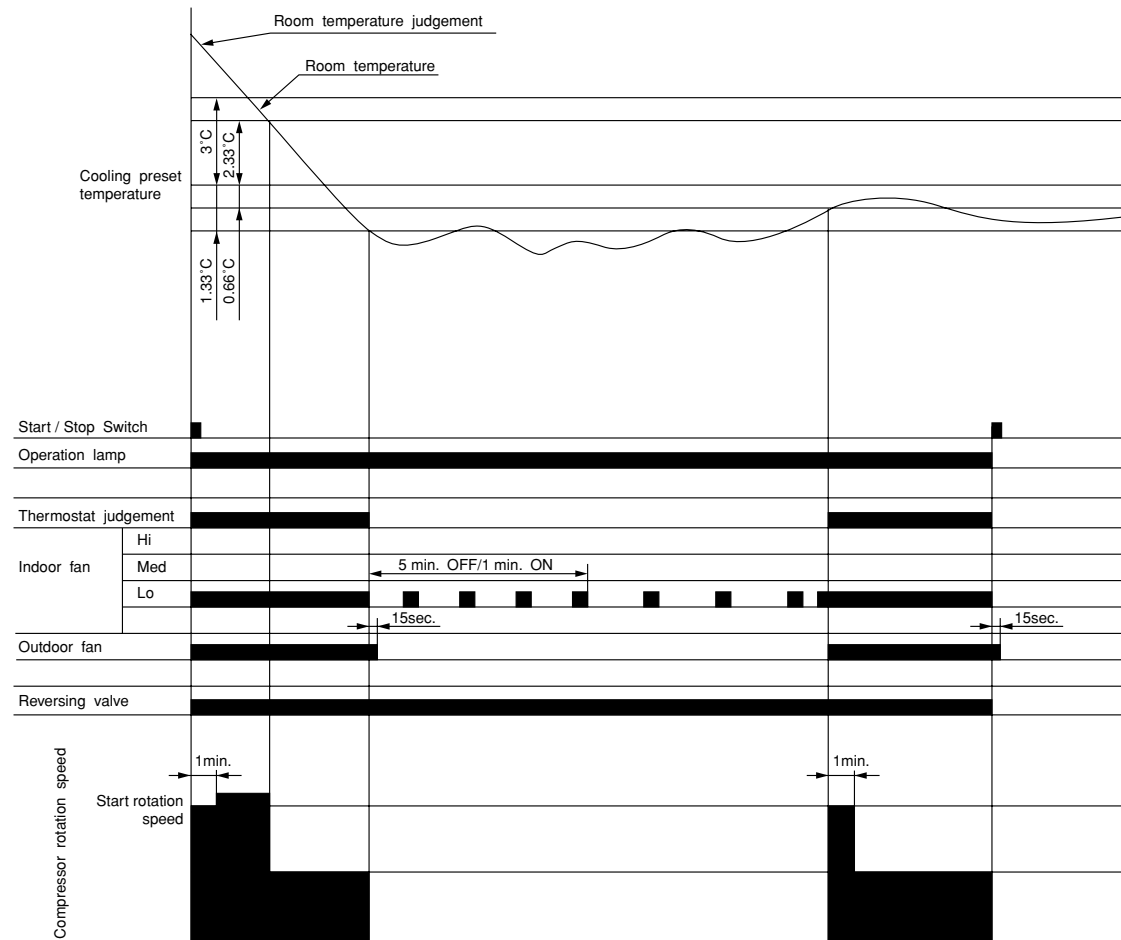 Room temperature judgement
Room temperature
3°C
2.33°C
Cooling preset
temperature
1.33°C
0.66°C
Start / Stop Switch
Operation lamp
Thermostat judgement
Indoor fan
Hi
Med
5 min. OFF/1 min. ON
Lo
15sec.
15sec.
Outdoor fan
Reversing valve
Compressor rotation speed
1min.
1min.
Start rotation
speed